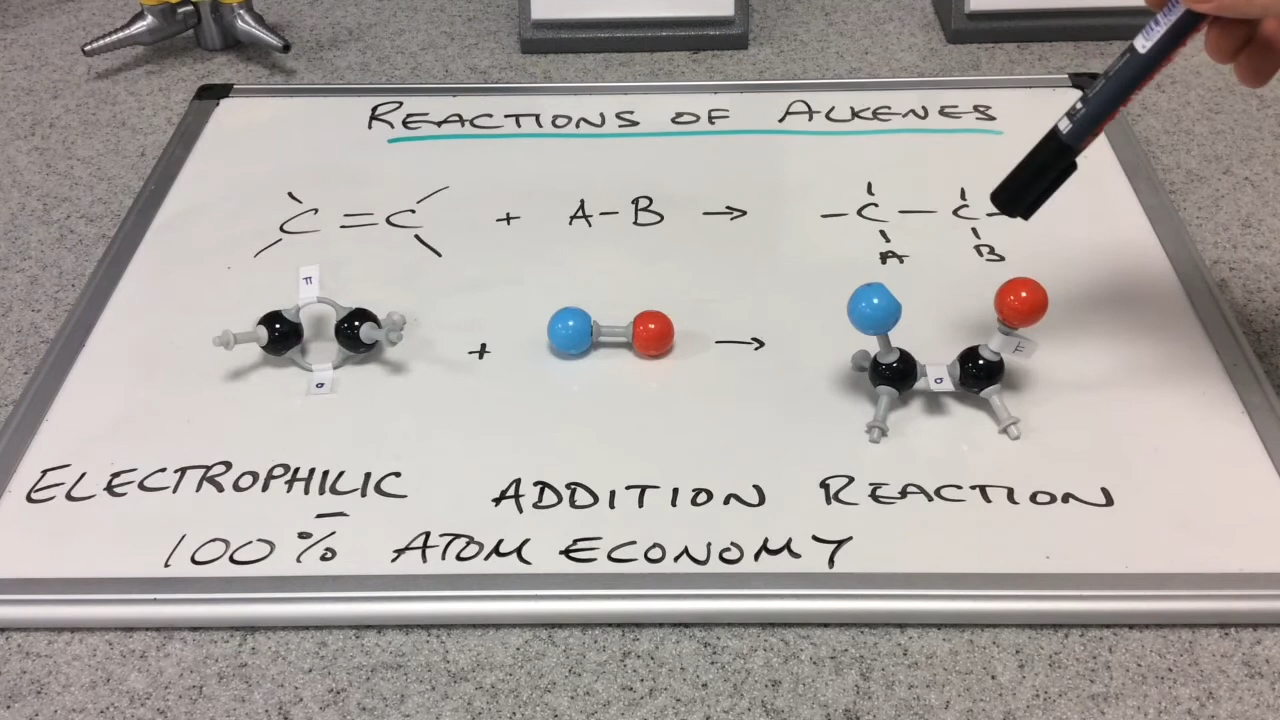 REACTIONS OF ALKENES
C = C + A - B → - C - C -
A B
π
σ
+ →
π
σ
ELECTROPHILIC ADDITION REACTION
100% ATOM ECONOMY